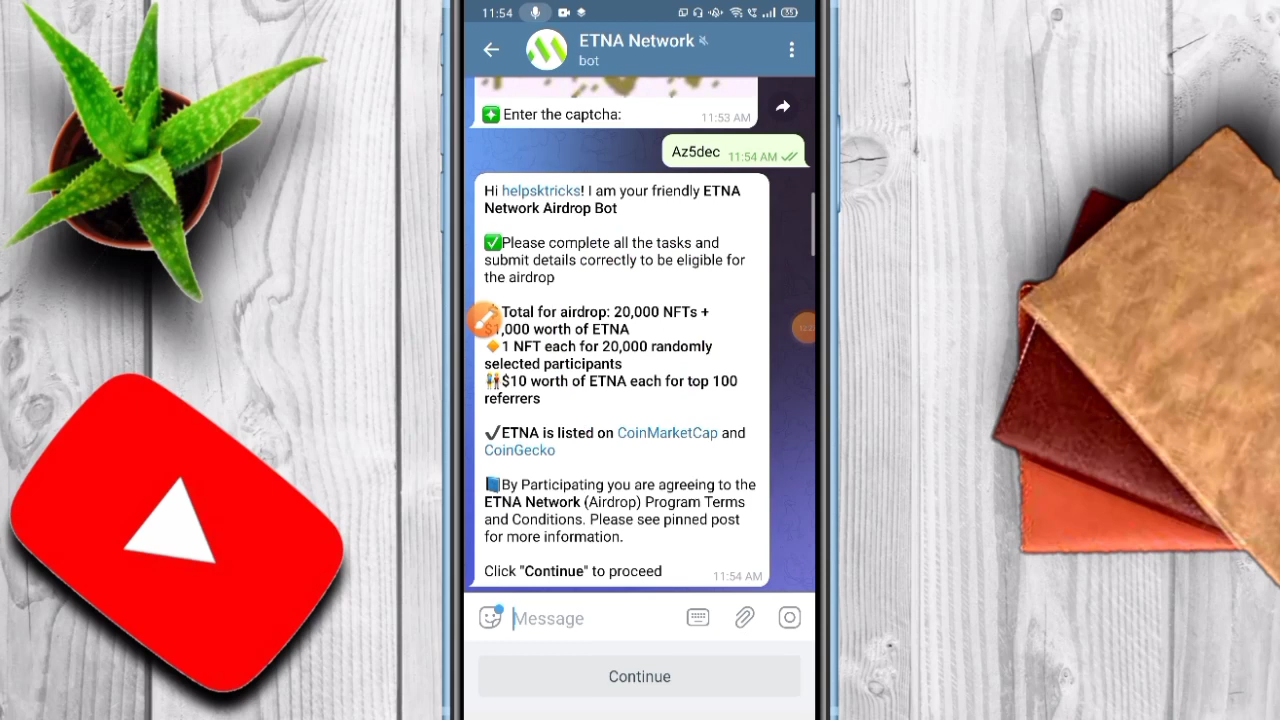 11:54
ETNA Network
bot
Enter the captcha:
11:53 AM
Az5dec 11:54 AM
Hi helpsktricks! I am your friendly ETNA
Network Airdrop Bot
Please complete all the tasks and
submit details correctly to be eligible for
the airdrop
Total for airdrop: 20,000 NFTs +
$1,000 worth of ETNA
1 NFT each for 20,000 randomly
selected participants
$10 worth of ETNA each for top 100
referrers
ETNA is listed on CoinMarketCap and
CoinGecko
By Participating you are agreeing to the
ETNA Network (Airdrop) Program Terms
and Conditions. Please see pinned post
for more information.
Click "Continue" to proceed
11:54 AM
Message
Continue